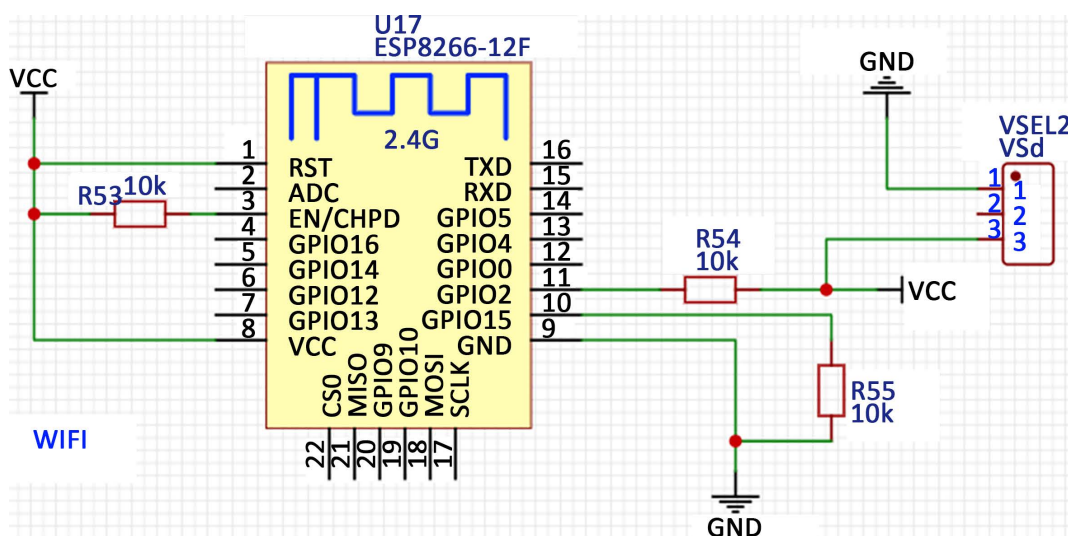 U17
ESP8266-12F
VCC
GND
VSEL2
VSd
2.4G
1 RST TXD 16
2 ADC RXD 15
R53 10k
3 EN/CHPD GPIO5 14
4 GPIO16 GPIO4 13
5 GPIO14 GPIO0 12
6 GPIO12 GPIO2 11
7 GPIO13 GPIO15 10
8 VCC GND 9
1 1
2 2
3 3
R54
10k
VCC
CS0 MISO GPIO9 GPIO10 MOSI SCLK
22 21 20 19 18 17
R55
10k
WIFI
GND